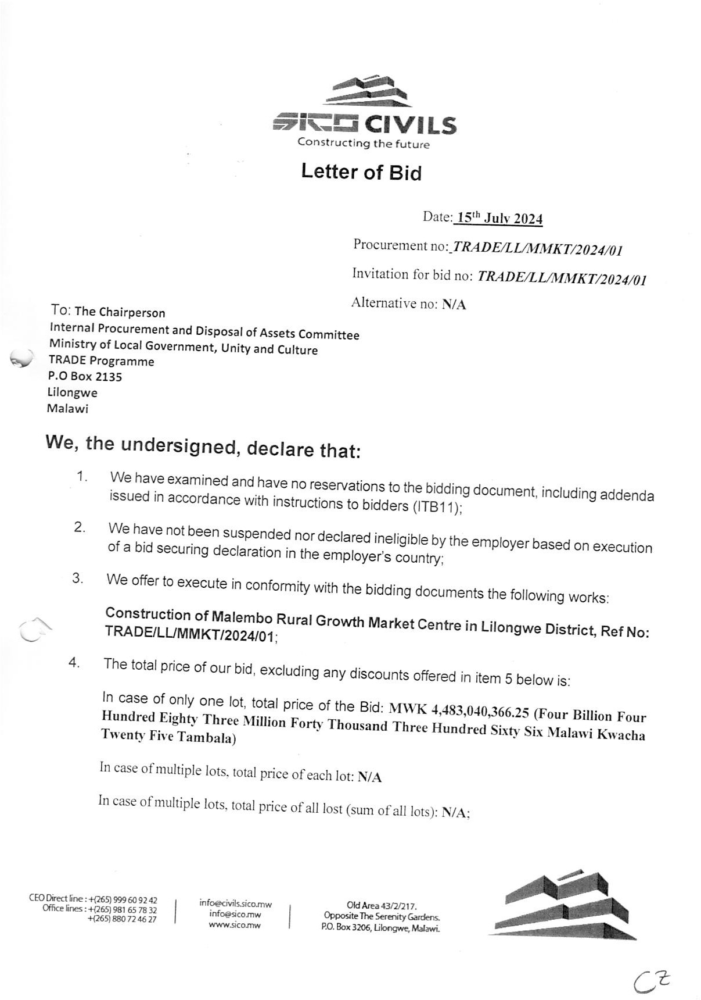 SICO CIVILS
Constructing the future
Letter of Bid
Date: 15th July 2024
Procurement no: TRADE/LL/MMKT/2024/01
Invitation for bid no: TRADE/LL/MMKT/2024/01
Alternative no: N/A
To: The Chairperson
Internal Procurement and Disposal of Assets Committee
Ministry of Local Government, Unity and Culture
TRADE Programme
P.O Box 2135
Lilongwe
Malawi
We, the undersigned, declare that:
1. We have examined and have no reservations to the bidding document, including addenda
issued in accordance with instructions to bidders (ITB11);
2. We have not been suspended nor declared ineligible by the employer based on execution
of a bid securing declaration in the employer's country;
3. We offer to execute in conformity with the bidding documents the following works:
Construction of Malembo Rural Growth Market Centre in Lilongwe District, Ref No:
TRADE/LL/MMKT/2024/01;
4. The total price of our bid, excluding any discounts offered in item 5 below is:
In case of only one lot, total price of the Bid: MWK 4,483,040,366.25 (Four Billion Four
Hundred Eighty Three Million Forty Thousand Three Hundred Sixty Six Malawi Kwacha
Twenty Five Tambala)
In case of multiple lots, total price of each lot: N/A
In case of multiple lots, total price of all lost (sum of all lots): N/A;
CEO Direct line : +(265) 999 60 92 42
Office lines : +(265) 981 65 78 32
+(265) 880 72 46 27
info@civils.sico.mw
info@sico.mw
www.sico.mw
Old Area 43/2/217.
Opposite The Serenity Gardens.
P.O. Box 3206, Lilongwe, Malawi.
CZ